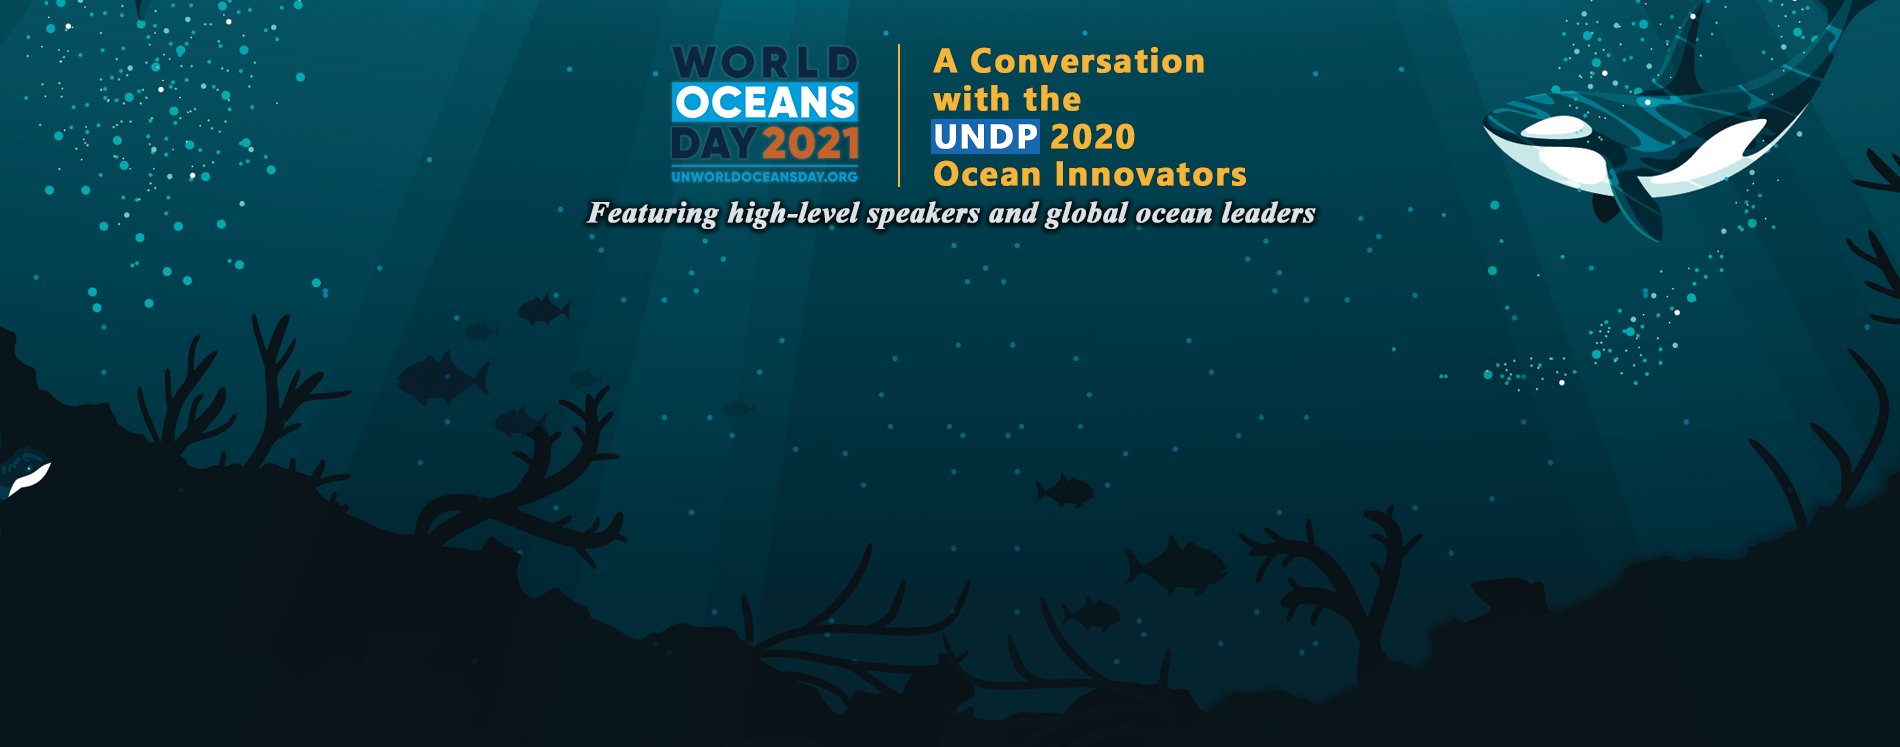 WORLD
OCEANS
DAY 2021
UNWORLDOCEANSDAY.ORG
A Conversation
with the
UNDP 2020
Ocean Innovators
Featuring high-level speakers and global ocean leaders